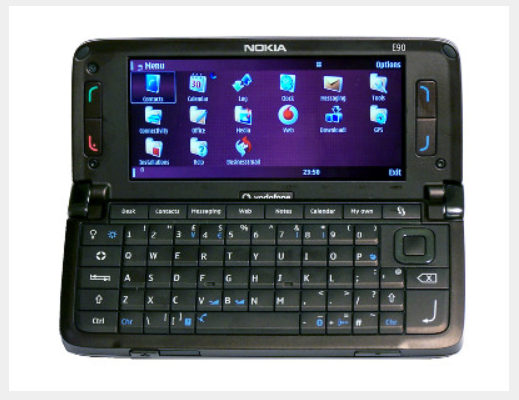 NOKIA E90
Menu Options
Contacts Calendar Log Clock Messaging Tools
Connectivity Office Media Web Download! GPS
Installations Help
23:50 Exit
vodafone
Desk Contacts Messaging Web Notes Calendar My own
1 ! 2 " 3 £ 4 $ 5 % 6 ^ 7 & 8 * 9 ( 0 )
Q W E R T Y U I O P
A S D F G H J K L ; : ' @
Z X C V B N M , < . > / ?
Ctrl Chr \ | [ ] - _ + = # ~ Chr